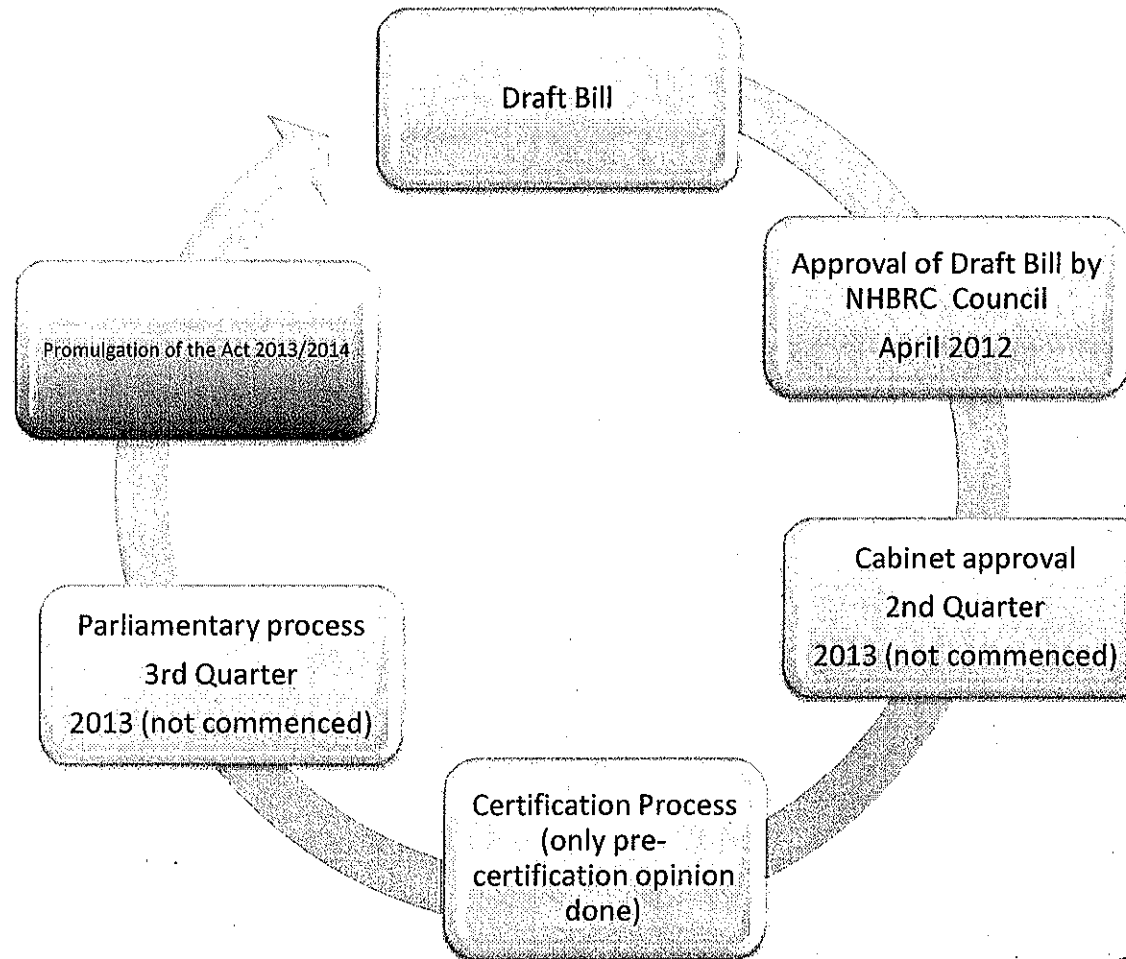 Draft Bill
Approval of Draft Bill by
NHBRC Council
April 2012
Cabinet approval
2nd Quarter
2013 (not commenced)
Certification Process
(only pre-
certification opinion
done)
Parliamentary process
3rd Quarter
2013 (not commenced)
Promulgation of the Act 2013/2014